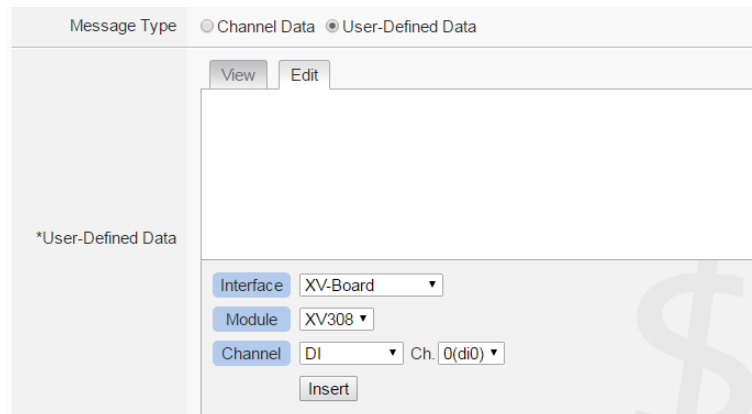 Message Type Channel Data User-Defined Data
View Edit
*User-Defined Data
Interface XV-Board
Module XV308
Channel DI Ch. 0(di0)
Insert
$